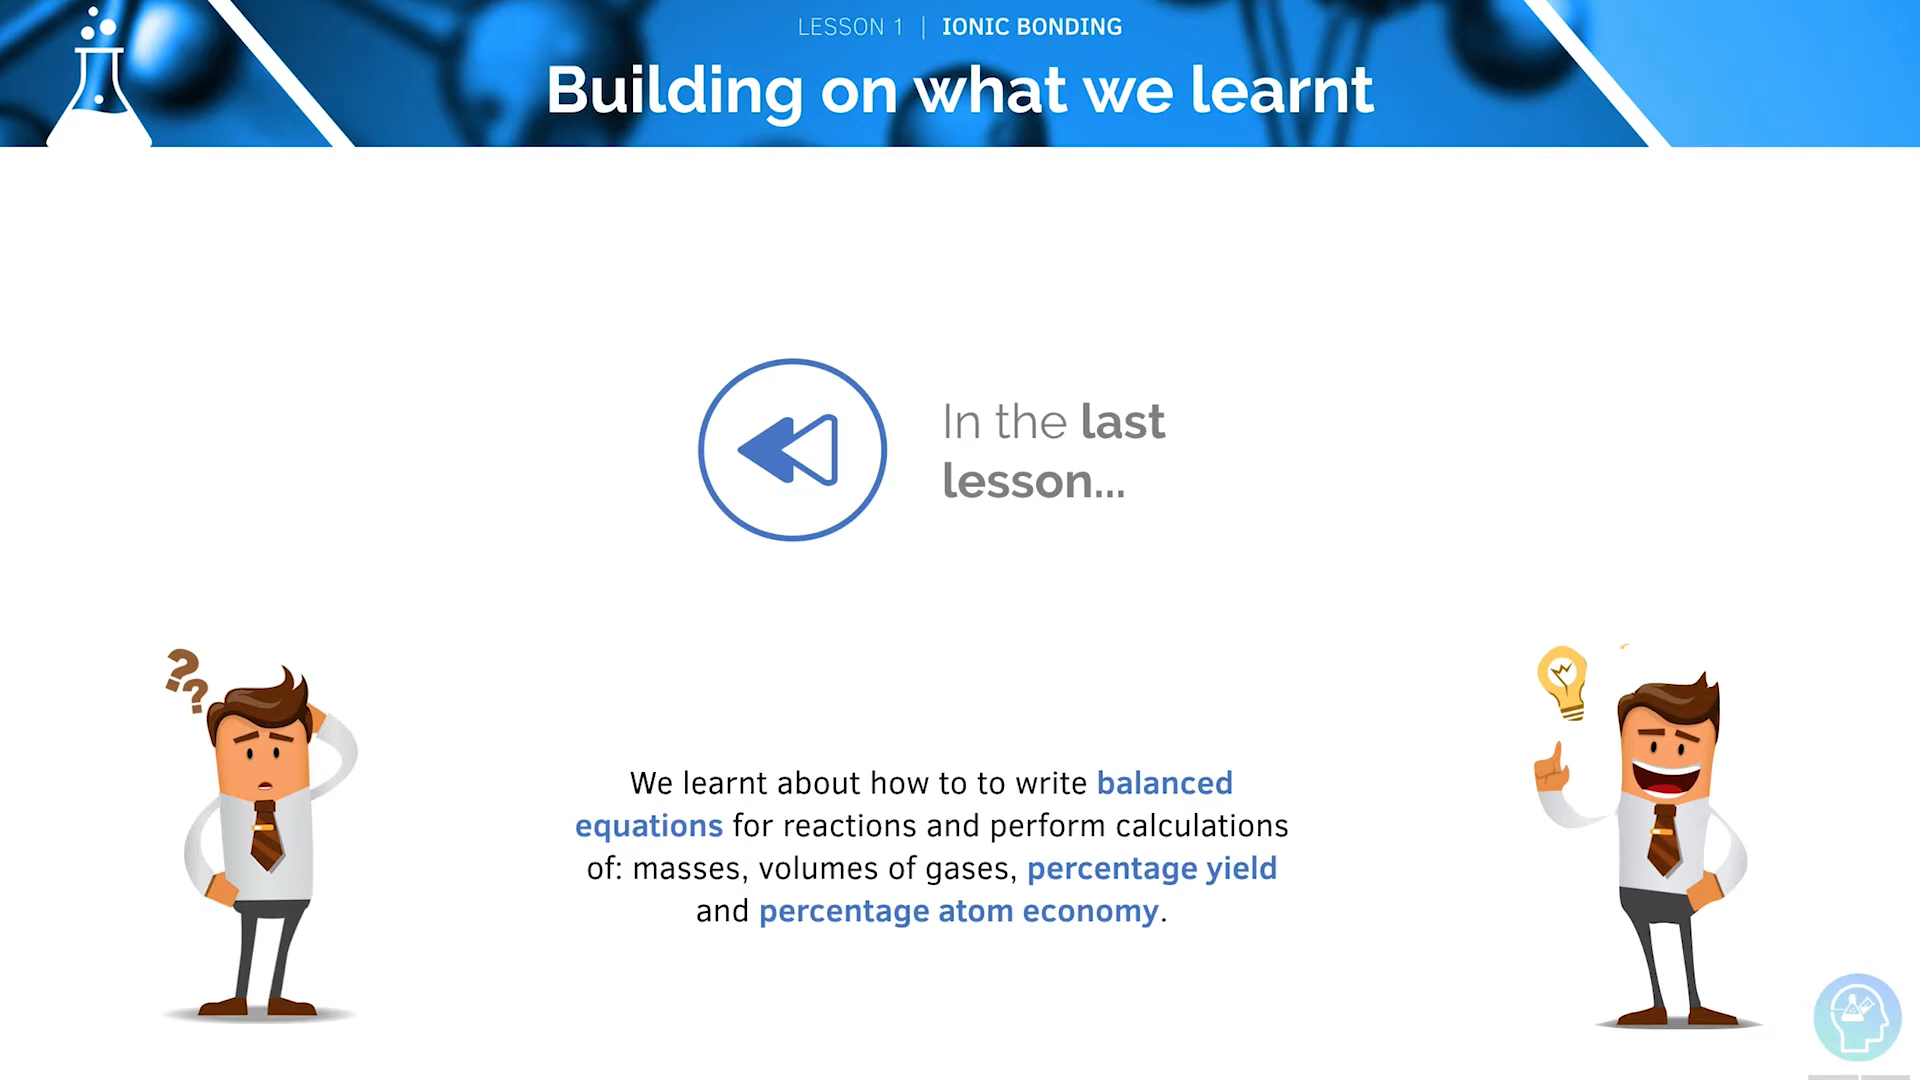 LESSON 1 | IONIC BONDING
Building on what we learnt
In the last
lesson...
??
We learnt about how to to write balanced
equations for reactions and perform calculations
of: masses, volumes of gases, percentage yield
and percentage atom economy.